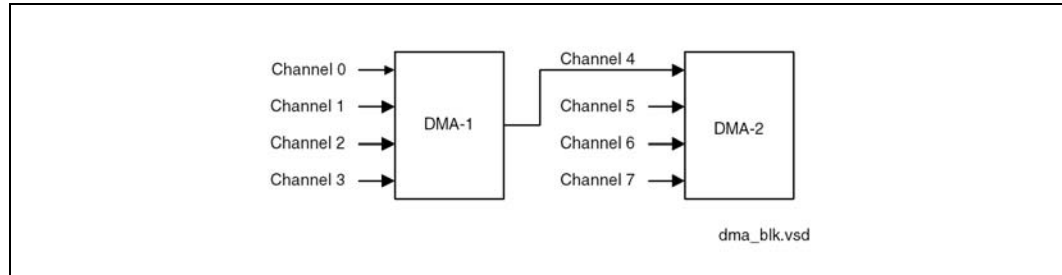 Channel 0
Channel 1
Channel 2
Channel 3
DMA-1
Channel 4
Channel 5
Channel 6
Channel 7
DMA-2
dma_blk.vsd